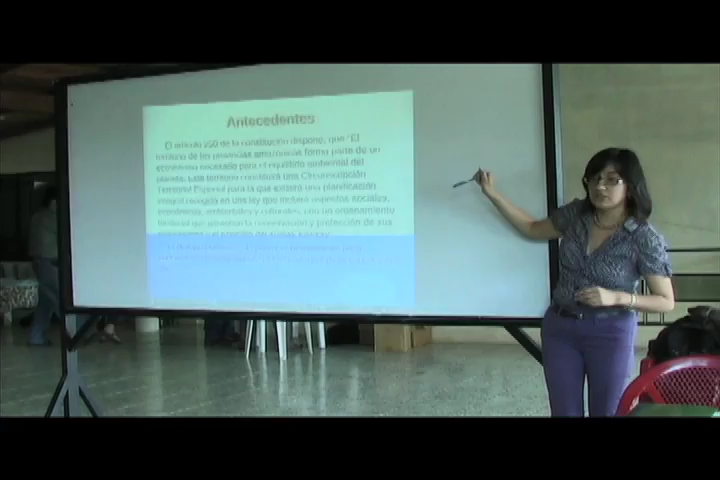 Antecedentes
El artículo 250 de la constitución dispone, que "El
territorio de las provincias amazónicas forma parte de un
ecosistema necesario para el equilibrio ambiental del
planeta. Este territorio constituirá una Circunscripción
Territorial Especial para la que existirá una planificación
integral recogida en una ley que incluirá aspectos sociales,
económicos, ambientales y culturales, con un ordenamiento
territorial que garantice la conservación y protección de sus